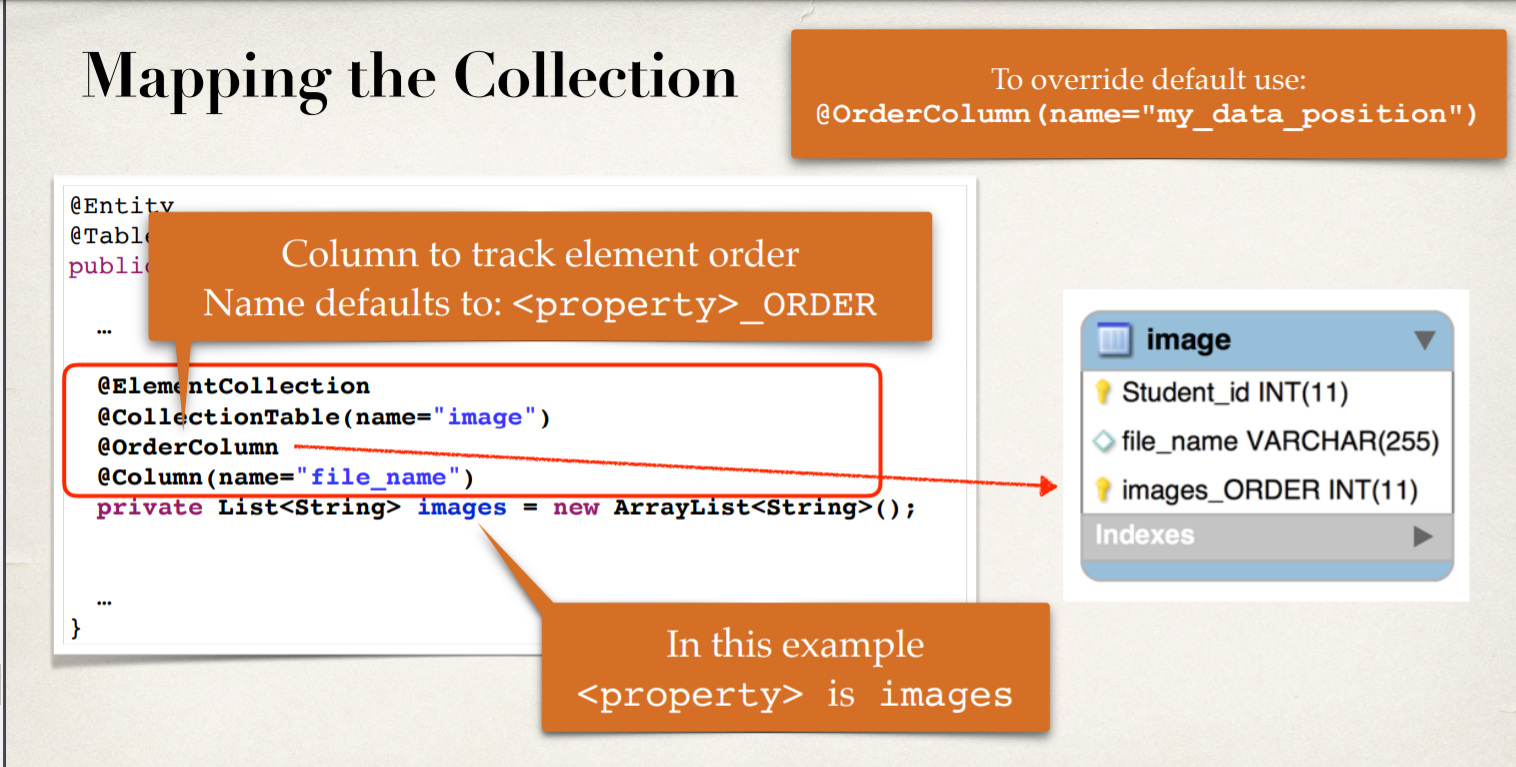 Mapping the Collection
To override default use:
@OrderColumn(name="my_data_position")
@Entity
@Table
public
Column to track element order
Name defaults to: <property>_ORDER
…
@ElementCollection
@CollectionTable(name="image")
@OrderColumn
@Column(name="file_name")
private List<String> images = new ArrayList<String>();
…
}
In this example
<property> is images
image
Student_id INT(11)
file_name VARCHAR(255)
images_ORDER INT(11)
Indexes